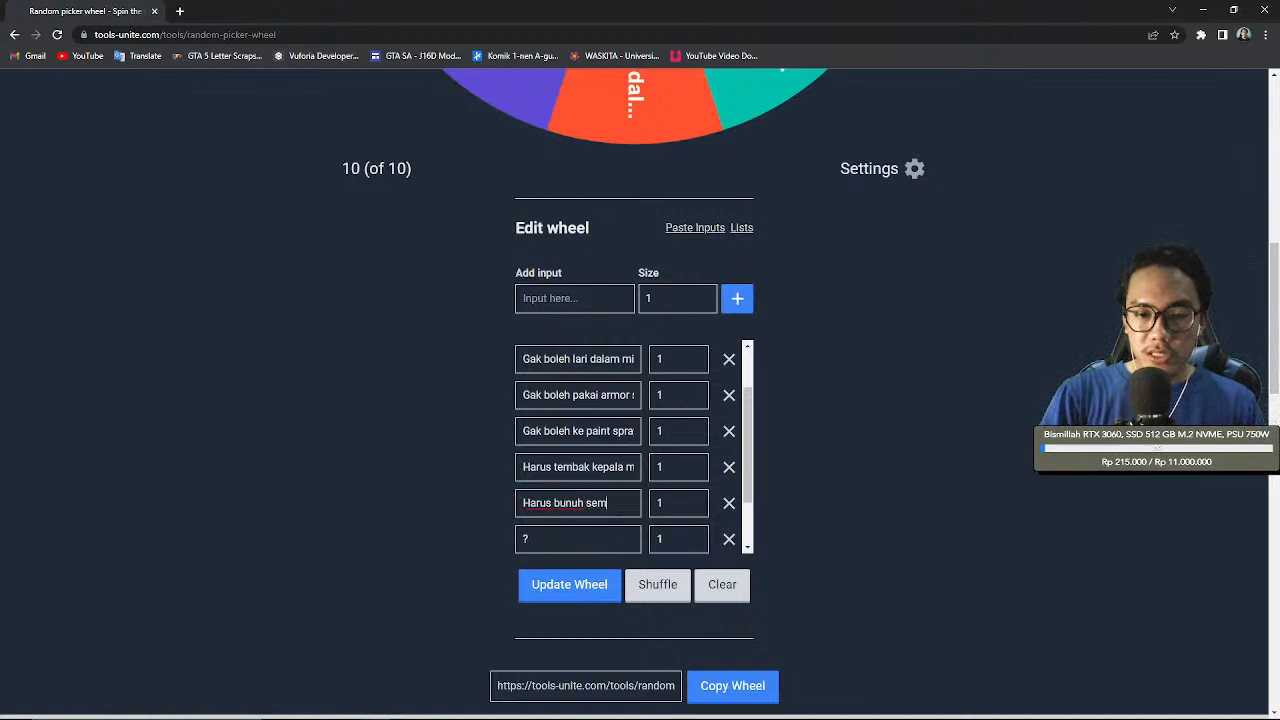 Random picker wheel - Spin the
tools-unite.com/tools/random-picker-wheel
Gmail
YouTube
Translate
GTA 5 Letter Scraps...
Vuforia Developer...
GTA SA - J16D Mod...
Komik 1-nen A-gu...
WASKITA - Universi...
YouTube Video Do...
dal...
10 (of 10)
Settings
Edit wheel
Paste Inputs Lists
Add input Size
Input here... 1 +
Gak boleh lari dalam mi 1
Gak boleh pakai armor s 1
Gak boleh ke paint spra 1
Harus tembak kepala m 1
Harus bunuh sem 1
? 1
Update Wheel Shuffle Clear
https://tools-unite.com/tools/random Copy Wheel
Bismillah RTX 3060, SSD 512 GB M.2 NVME, PSU 750W
Rp 215.000 / Rp 11.000.000